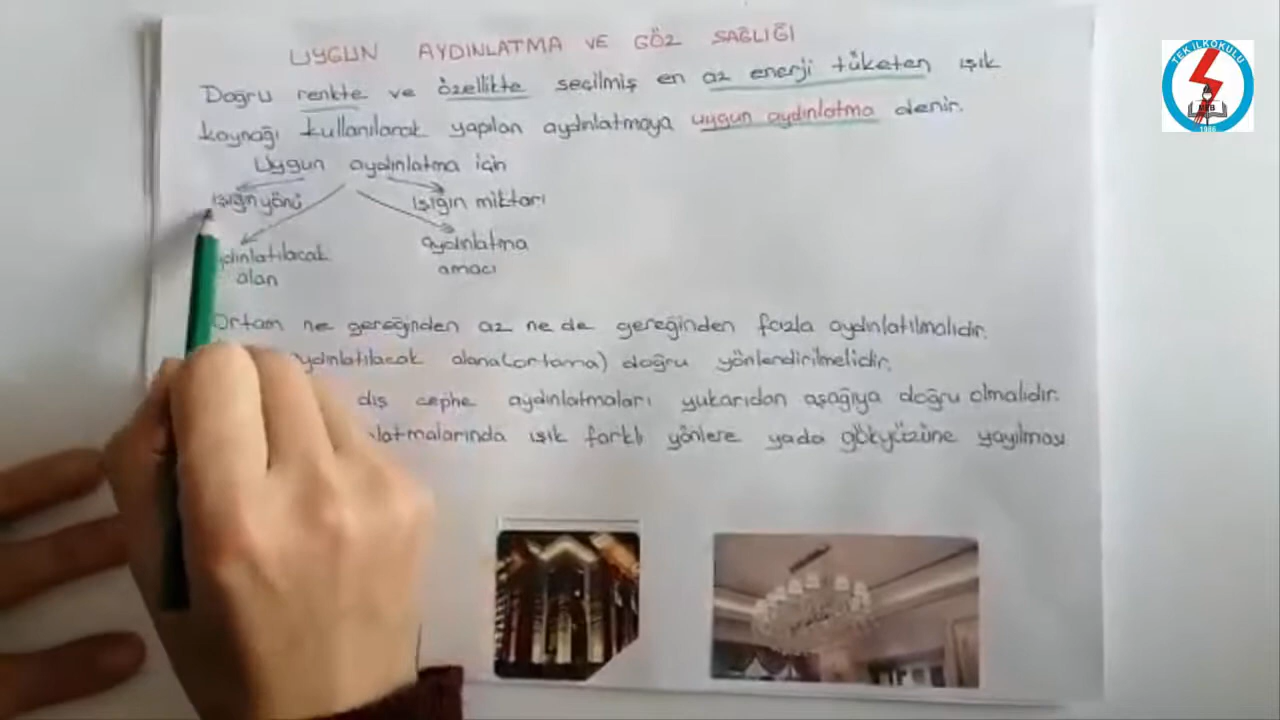 UYGUN AYDINLATMA VE GÖZ SAĞLIĞI
Doğru renkte ve özellikte seçilmiş en az enerji tüketen ışık
kaynağı kullanılarak yapılan aydınlatmaya uygun aydınlatma denir.
Uygun aydınlatma için
ışığın yönü
ışığın miktarı
alan
aydınlatma
amacı
Ortam ne gereğinden az ne de gereğinden fazla aydınlatılmalıdır.
alana (ortama) doğru yönlendirilmelidir.
dış cephe aydınlatmaları yukarıdan aşağıya doğru olmalıdır.
ışık farklı yönlere yada gökyüzüne yayılması
TEK İLKOKULU
1986